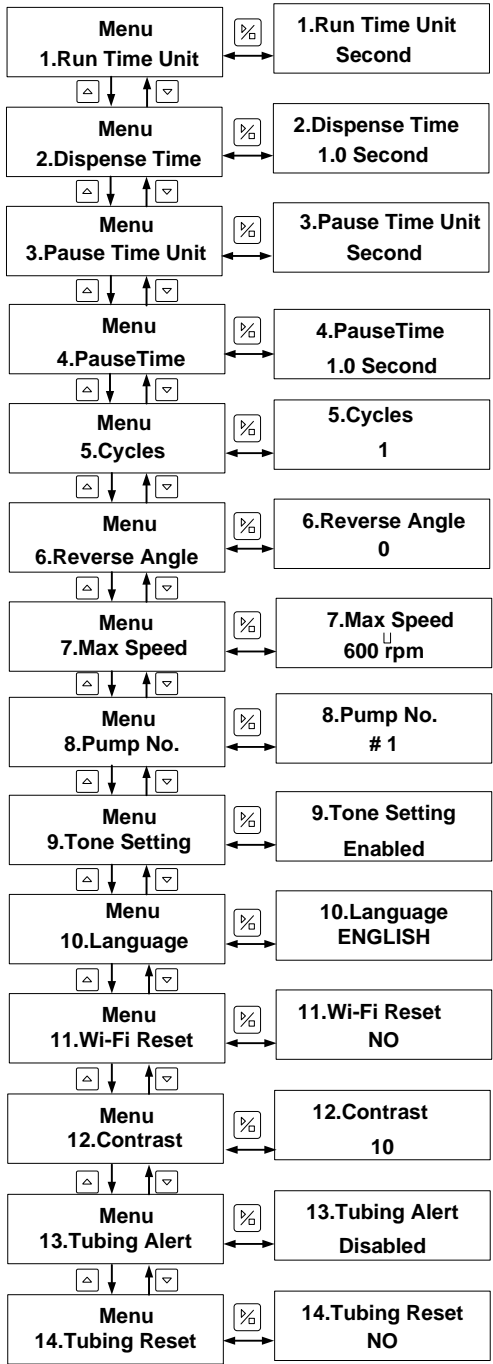 Menu
1.Run Time Unit
1.Run Time Unit
Second
Menu
2.Dispense Time
2.Dispense Time
1.0 Second
Menu
3.Pause Time Unit
3.Pause Time Unit
Second
Menu
4.PauseTime
4.PauseTime
1.0 Second
Menu
5.Cycles
5.Cycles
1
Menu
6.Reverse Angle
6.Reverse Angle
0
Menu
7.Max Speed
7.Max Speed
600 rpm
Menu
8.Pump No.
8.Pump No.
# 1
Menu
9.Tone Setting
9.Tone Setting
Enabled
Menu
10.Language
10.Language
ENGLISH
Menu
11.Wi-Fi Reset
11.Wi-Fi Reset
NO
Menu
12.Contrast
12.Contrast
10
Menu
13.Tubing Alert
13.Tubing Alert
Disabled
Menu
14.Tubing Reset
14.Tubing Reset
NO